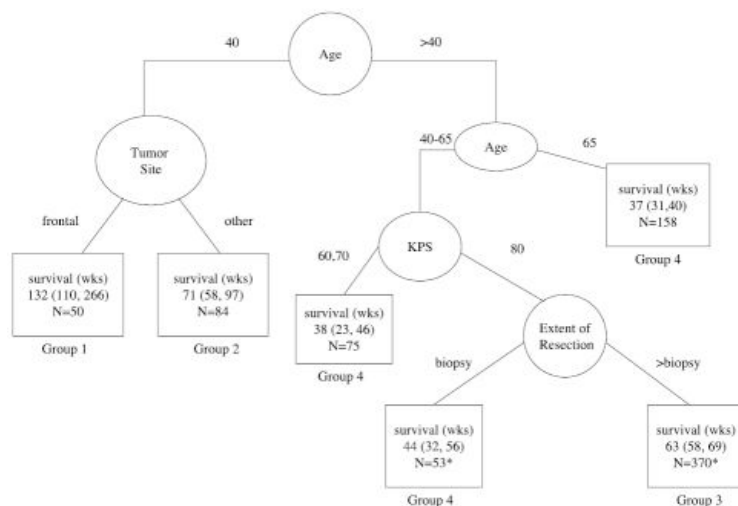 40
Age
>40
Tumor
Site
40-65
Age
65
survival (wks)
37 (31,40)
N=158
Group 4
frontal
other
KPS
60,70
80
survival (wks)
132 (110, 266)
N=50
Group 1
survival (wks)
71 (58, 97)
N=84
Group 2
survival (wks)
38 (23, 46)
N=75
Group 4
Extent of
Resection
biopsy
>biopsy
survival (wks)
44 (32, 56)
N=53*
Group 4
survival (wks)
63 (58, 69)
N=370*
Group 3